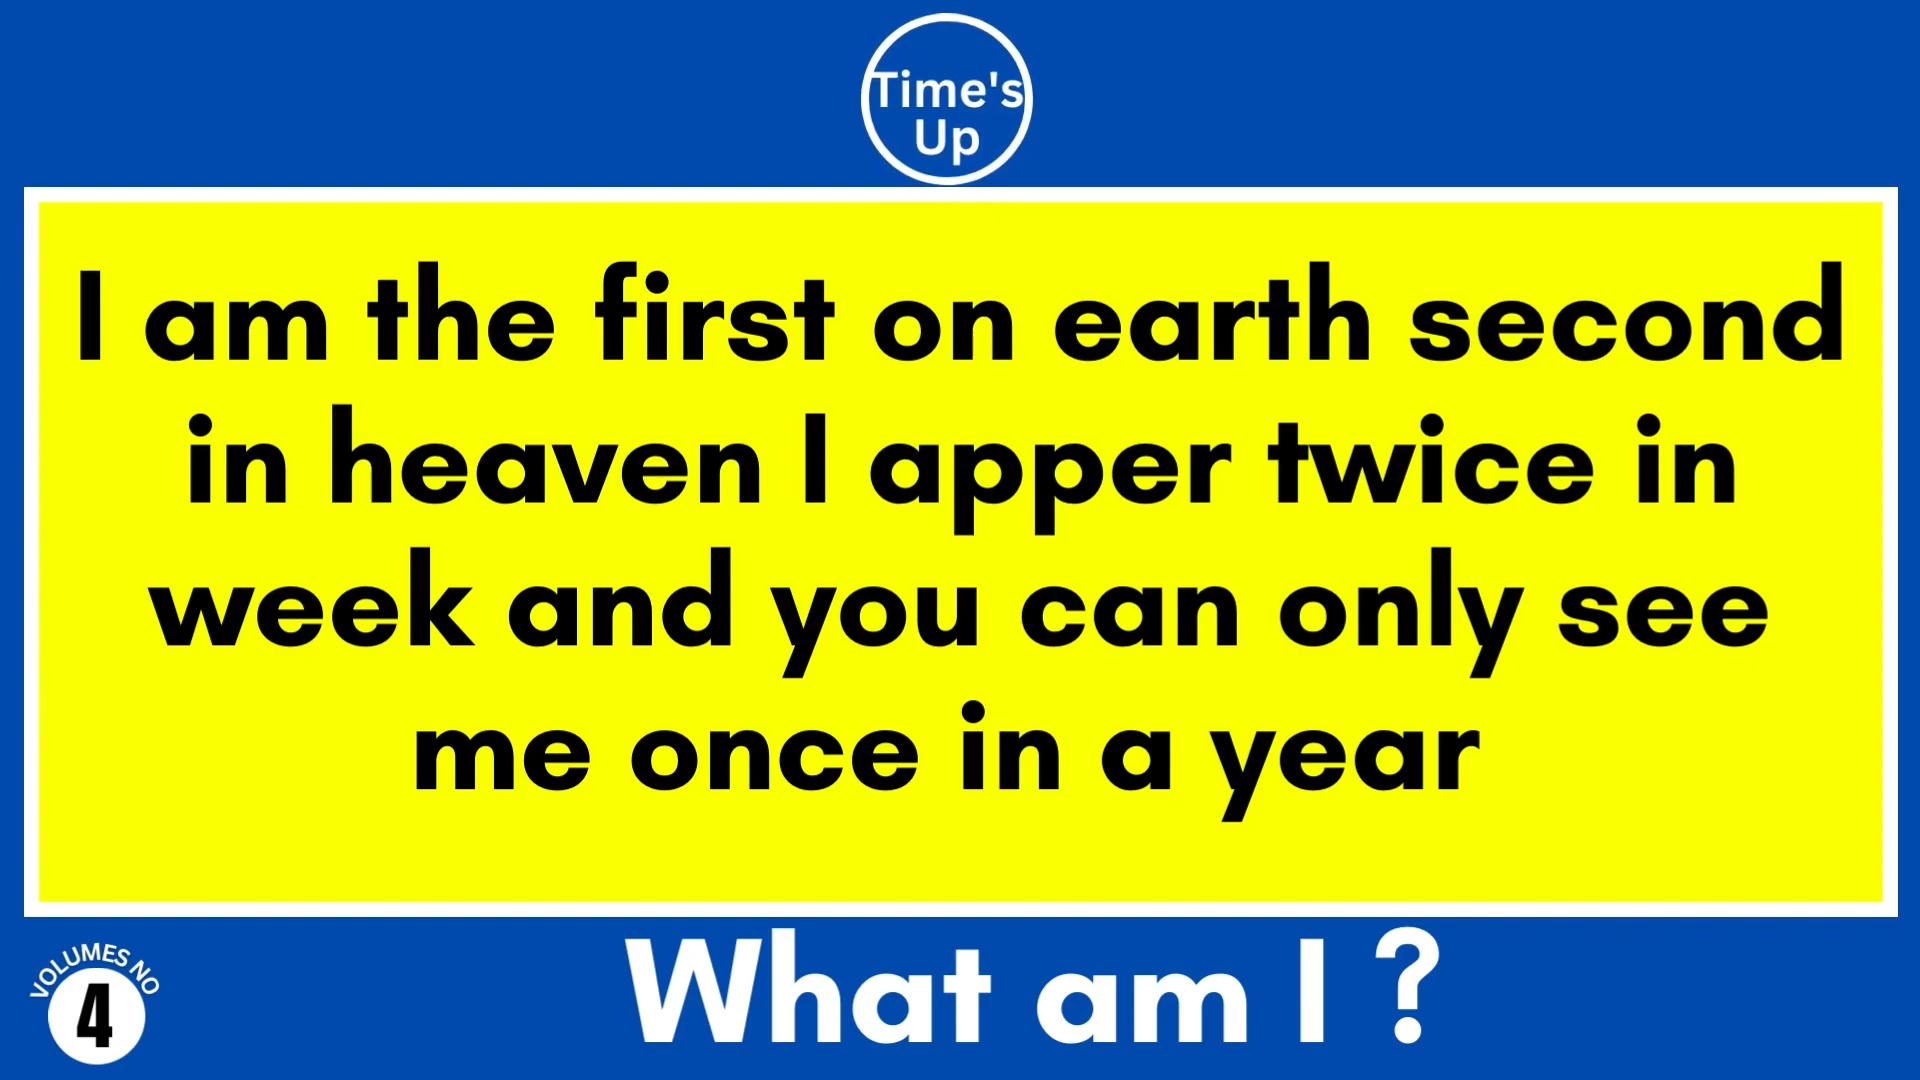 Time's
Up
I am the first on earth second
in heaven I apper twice in
week and you can only see
me once in a year
What am I ?
VOLUMES NO
4